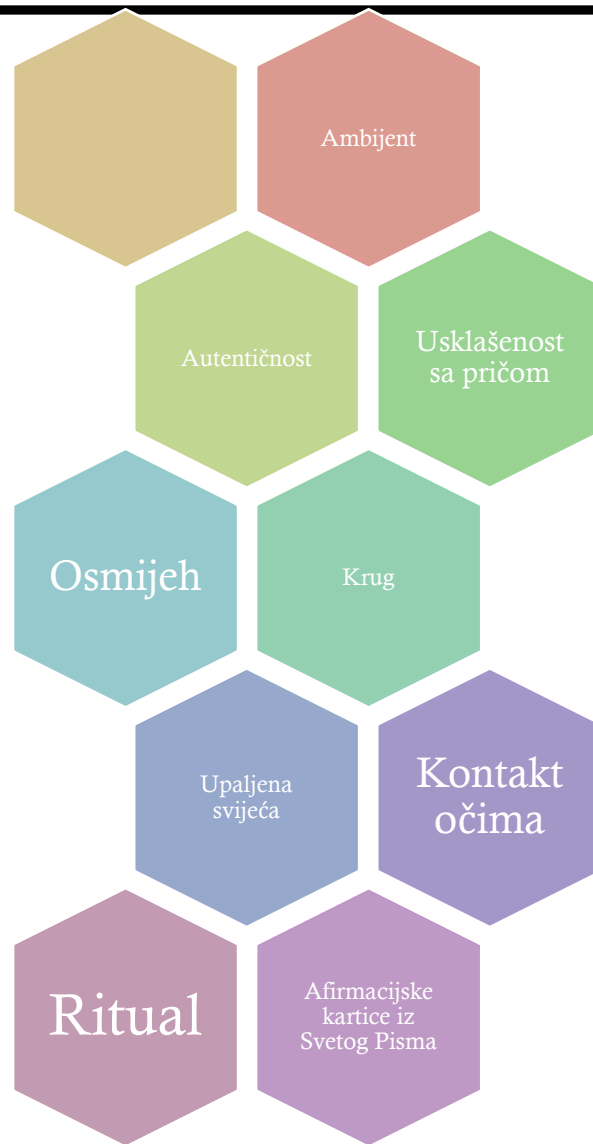 Ambijent
Autentičnost
Usklašenost
sa pričom
Osmijeh
Krug
Upaljena
svijeća
Kontakt
očima
Ritual
Afirmacijske
kartice iz
Svetog Pisma